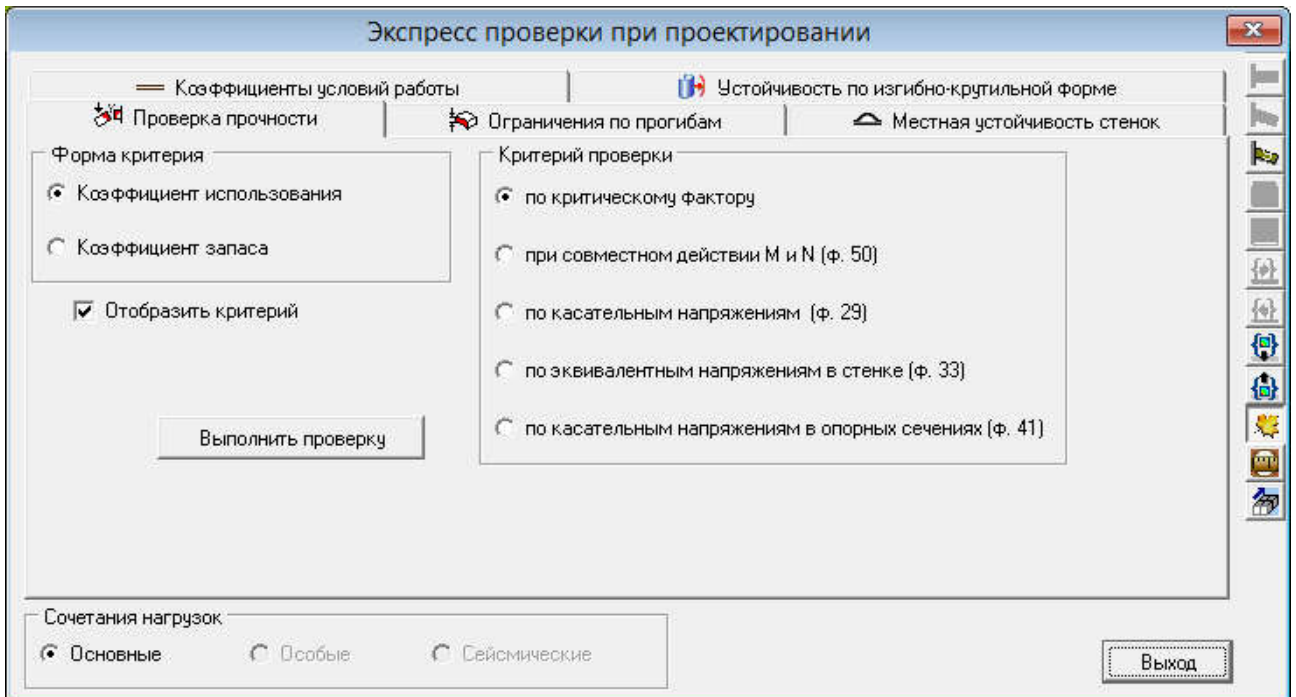 Экспресс проверки при проектировании
Коэффициенты условий работы
Устойчивость по изгибно-крутильной форме
Проверка прочности
Ограничения по прогибам
Местная устойчивость стенок
Форма критерия
Коэффициент использования
Коэффициент запаса
Отобразить критерий
Выполнить проверку
Критерий проверки
по критическому фактору
при совместном действии M и N (ф. 50)
по касательным напряжениям (ф. 29)
по эквивалентным напряжениям в стенке (ф. 33)
по касательным напряжениям в опорных сечениях (ф. 41)
Сочетания нагрузок
Основные
Особые
Сейсмические
Выход